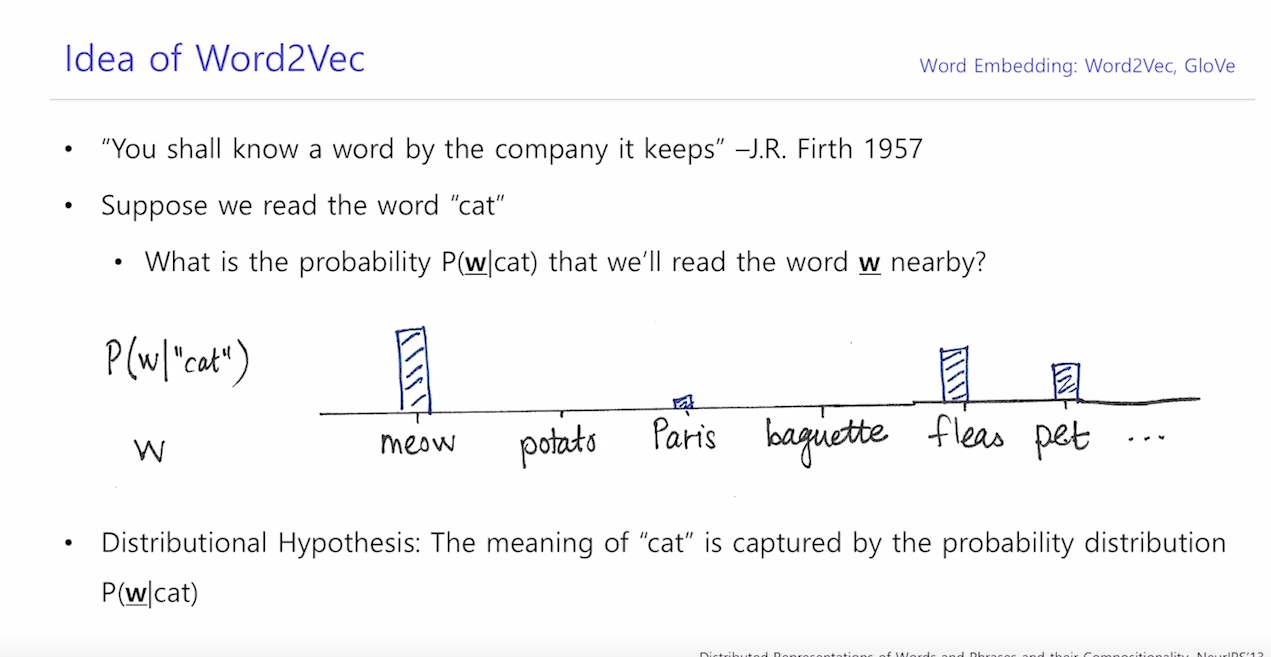 Idea of Word2Vec
Word Embedding: Word2Vec, GloVe
• "You shall know a word by the company it keeps" –J.R. Firth 1957
• Suppose we read the word "cat"
• What is the probability P(w|cat) that we'll read the word w nearby?
P(w|"cat")
w meow potato Paris baguette fleas pet ...
• Distributional Hypothesis: The meaning of "cat" is captured by the probability distribution
P(w|cat)
Distributed Representations of Words and Phrases and their Compositionality, NeurIPS'13